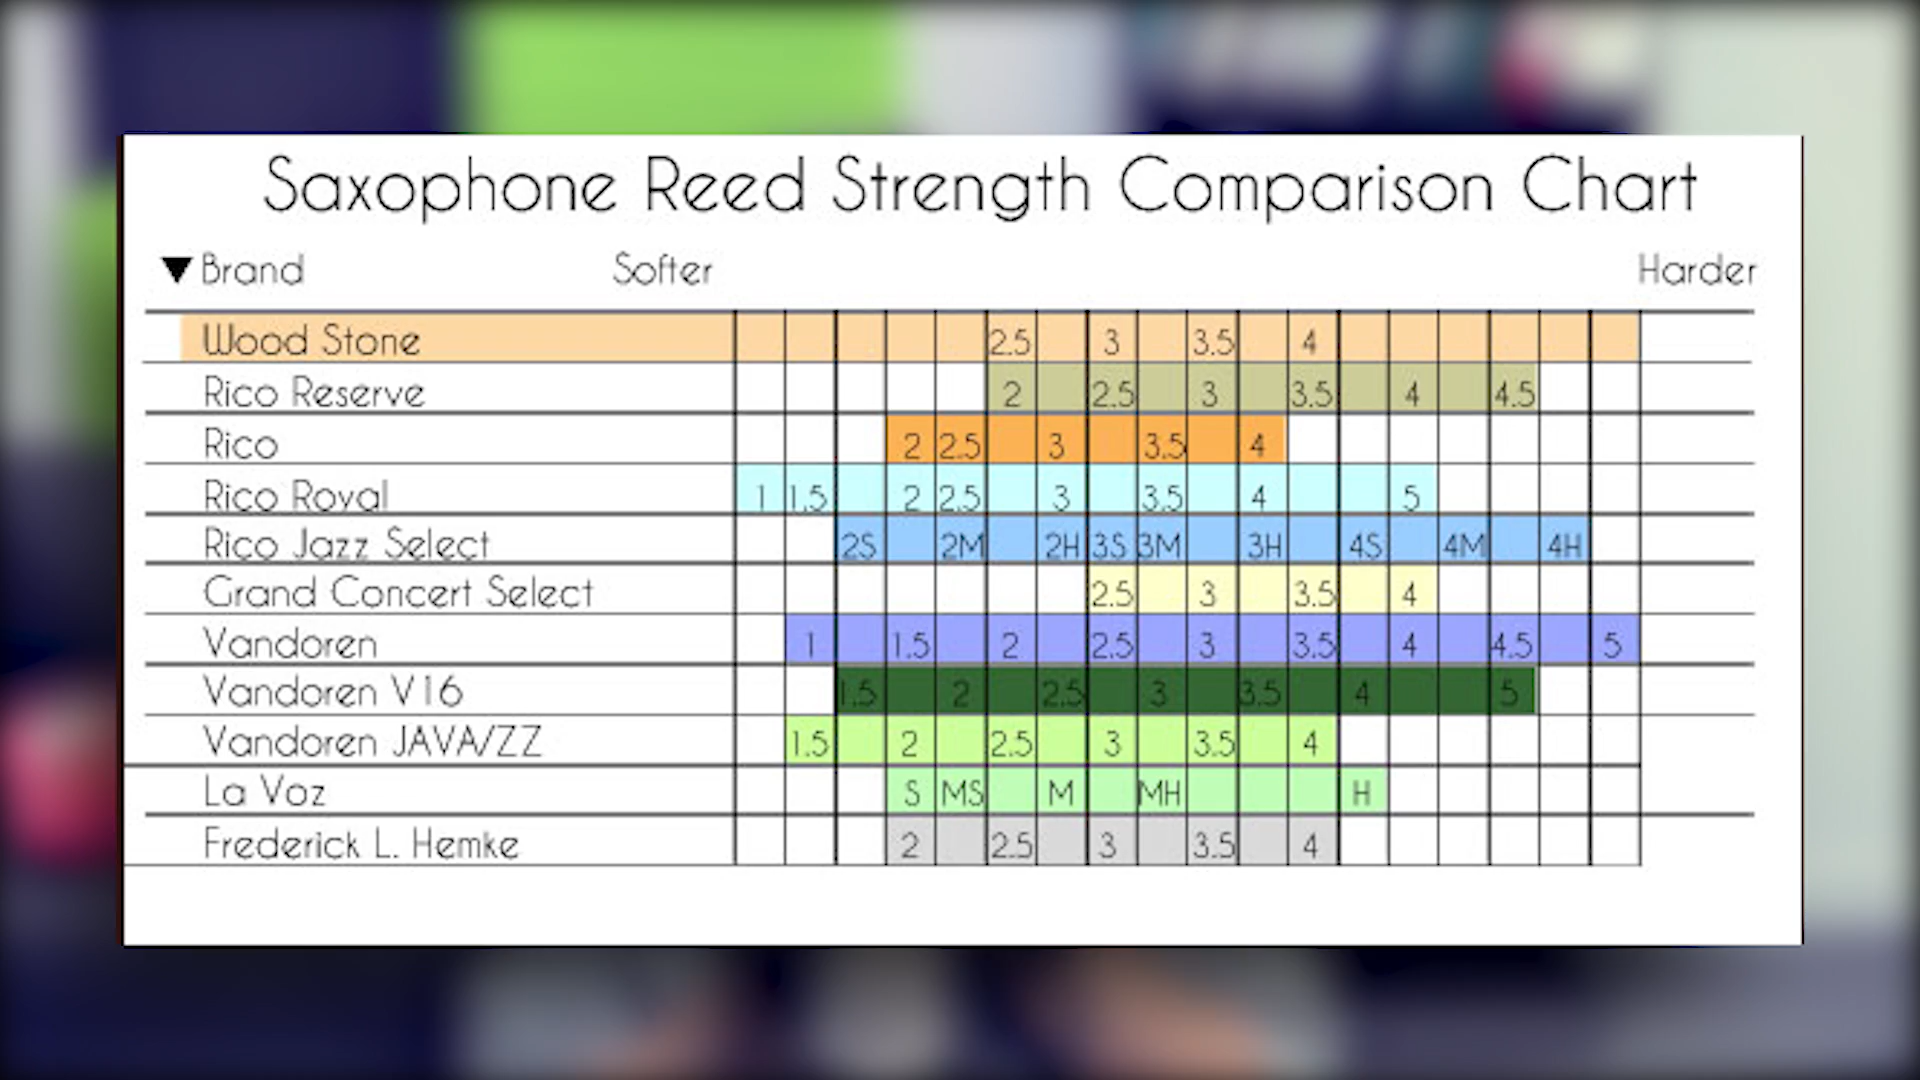 Saxophone Reed Strength Comparison Chart
▼ Brand Softer Harder
Wood Stone 2.5 3 3.5 4
Rico Reserve 2 2.5 3 3.5 4 4.5
Rico 2 2.5 3 3.5 4
Rico Royal 1 1.5 2 2.5 3 3.5 4 5
Rico Jazz Select 2S 2M 2H 3S 3M 3H 4S 4M 4H
Grand Concert Select 2.5 3 3.5 4
Vandoren 1 1.5 2 2.5 3 3.5 4 4.5 5
Vandoren V16 1.5 2 2.5 3 3.5 4 5
Vandoren JAVA/ZZ 1.5 2 2.5 3 3.5 4
La Voz S MS M MH H
Frederick L. Hemke 2 2.5 3 3.5 4